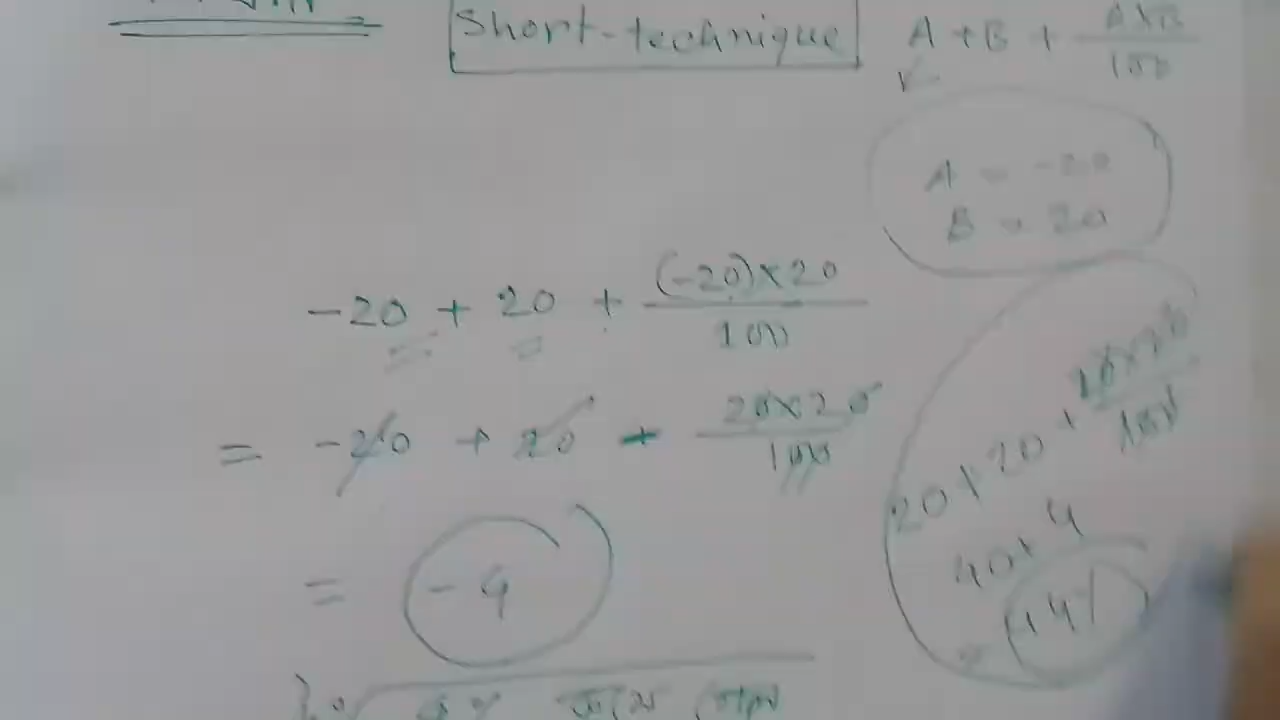 Short-technique
A + B + A×B/100
A = -20
B = 20
-20 + 20 + (-20)×20/100
= -20 + 20 - 20×20/100
= -4
20+20+20×20/100
40+4